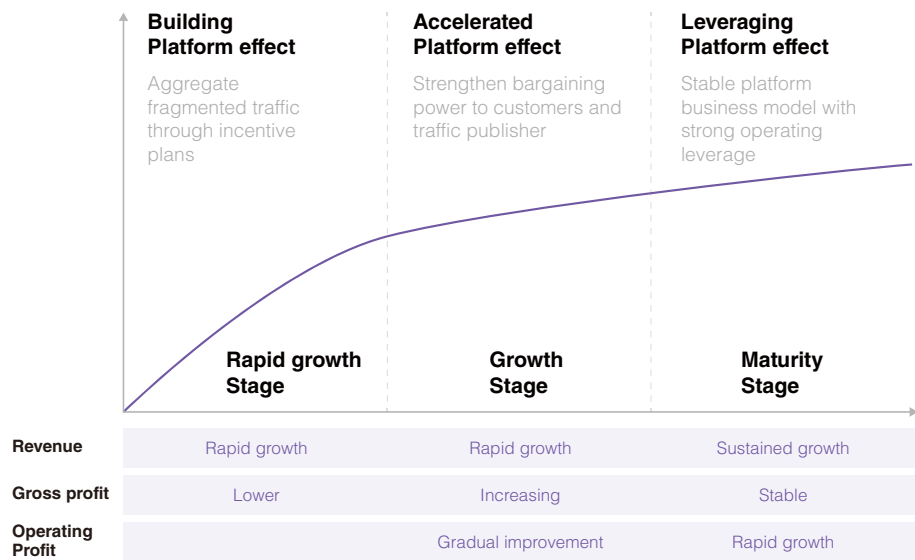 Building
Platform effect
Aggregate
fragmented traffic
through incentive
plans
Accelerated
Platform effect
Strengthen bargaining
power to customers and
traffic publisher
Leveraging
Platform effect
Stable platform
business model with
strong operating
leverage
Rapid growth
Stage
Growth
Stage
Maturity
Stage
Revenue
Rapid growth
Rapid growth
Sustained growth
Gross profit
Lower
Increasing
Stable
Operating
Profit
Gradual improvement
Rapid growth